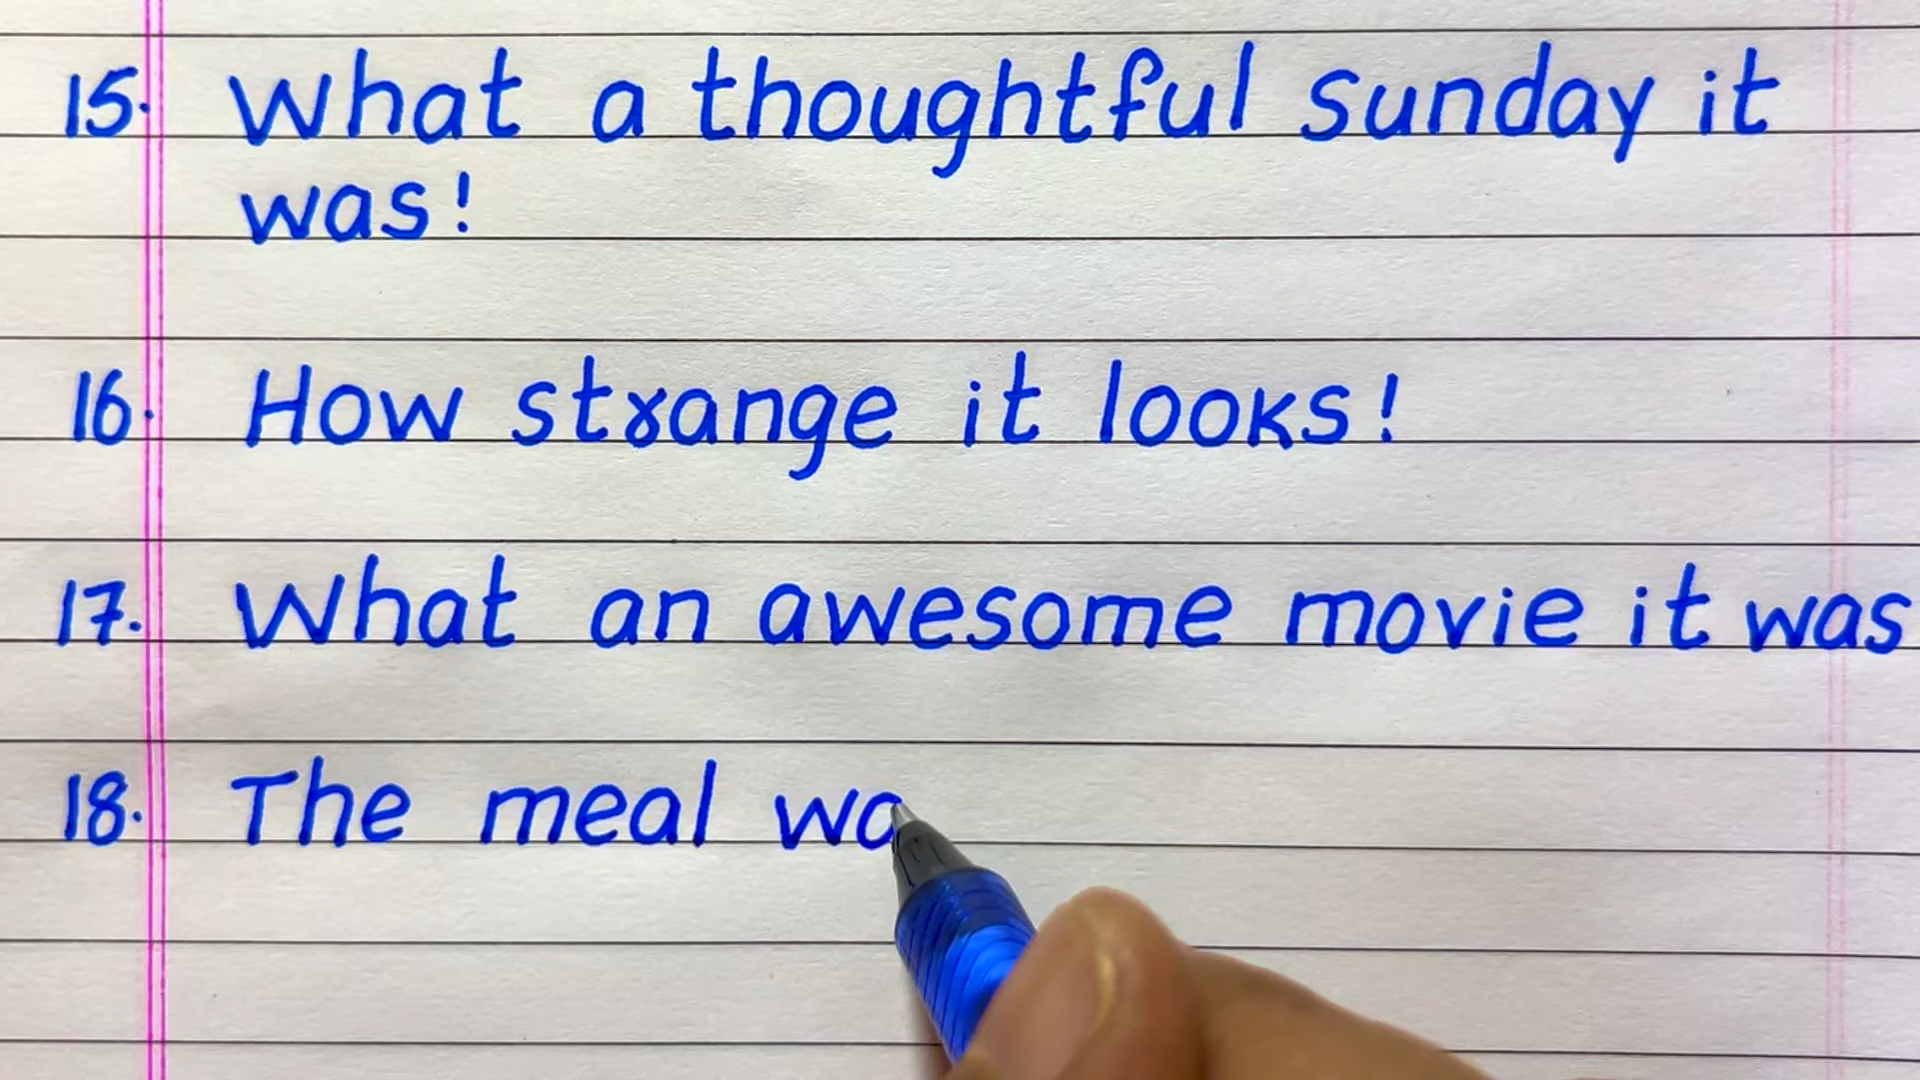 15. What a thoughtful Sunday it
was!
16. How strange it looks!
17. What an awesome movie it was
18. The meal wa